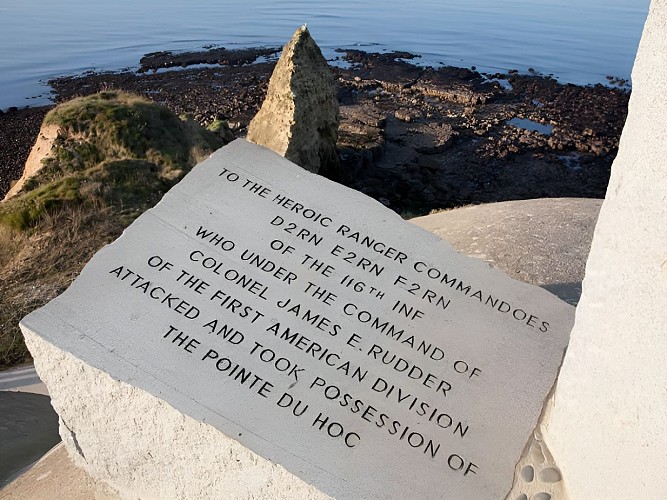 TO THE HEROIC RANGER COMMANDOES
D2RN E2RN F2RN
OF THE 116TH INF
WHO UNDER THE COMMAND OF
COLONEL JAMES E. RUDDER
OF THE FIRST AMERICAN DIVISION
ATTACKED AND TOOK POSSESSION OF
THE POINTE DU HOC